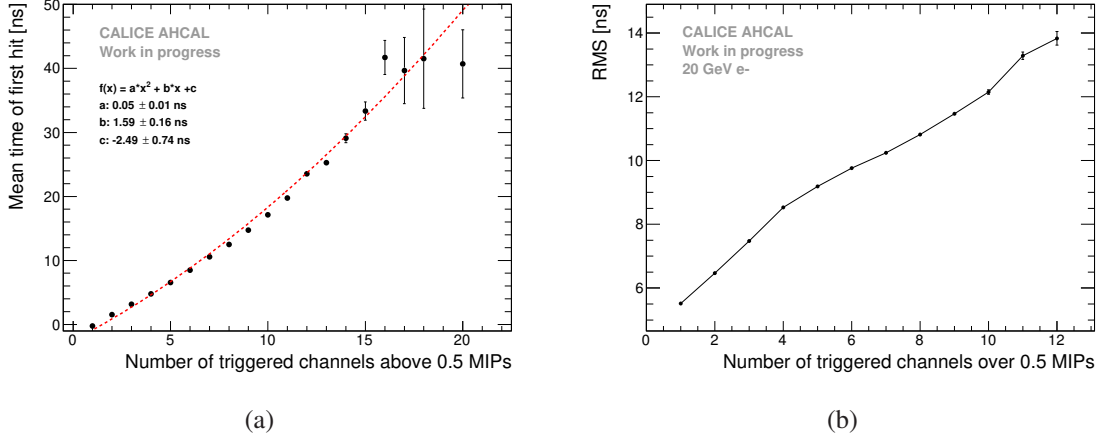 Mean time of first hit [ns]
50
40
30
20
10
0
CALICE AHCAL
Work in progress
f(x) = a*x² + b*x +c
a: 0.05 ± 0.01 ns
b: 1.59 ± 0.16 ns
c: -2.49 ± 0.74 ns
0 5 10 15 20
Number of triggered channels above 0.5 MIPs
(a)
RMS [ns]
14
12
10
8
6
CALICE AHCAL
Work in progress
20 GeV e-
0 2 4 6 8 10 12
Number of triggered channels over 0.5 MIPs
(b)